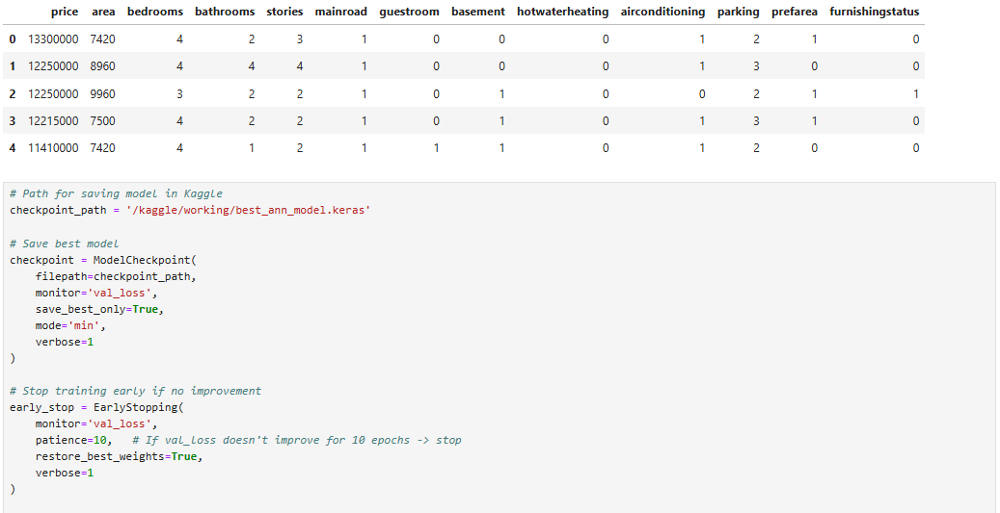 price area bedrooms bathrooms stories mainroad guestroom basement hotwaterheating airconditioning parking prefarea furnishingstatus
0 13300000 7420 4 2 3 1 0 0 0 1 2 1 0
1 12250000 8960 4 4 4 1 0 0 0 1 3 0 0
2 12250000 9960 3 2 2 1 0 1 0 0 2 1 1
3 12215000 7500 4 2 2 1 0 1 0 1 3 1 0
4 11410000 7420 4 1 2 1 1 1 0 1 2 0 0
# Path for saving model in Kaggle
checkpoint_path = '/kaggle/working/best_ann_model.keras'
# Save best model
checkpoint = ModelCheckpoint(
    filepath=checkpoint_path,
    monitor='val_loss',
    save_best_only=True,
    mode='min',
    verbose=1
)
# Stop training early if no improvement
early_stop = EarlyStopping(
    monitor='val_loss',
    patience=10,   # If val_loss doesn't improve for 10 epochs -> stop
    restore_best_weights=True,
    verbose=1
)